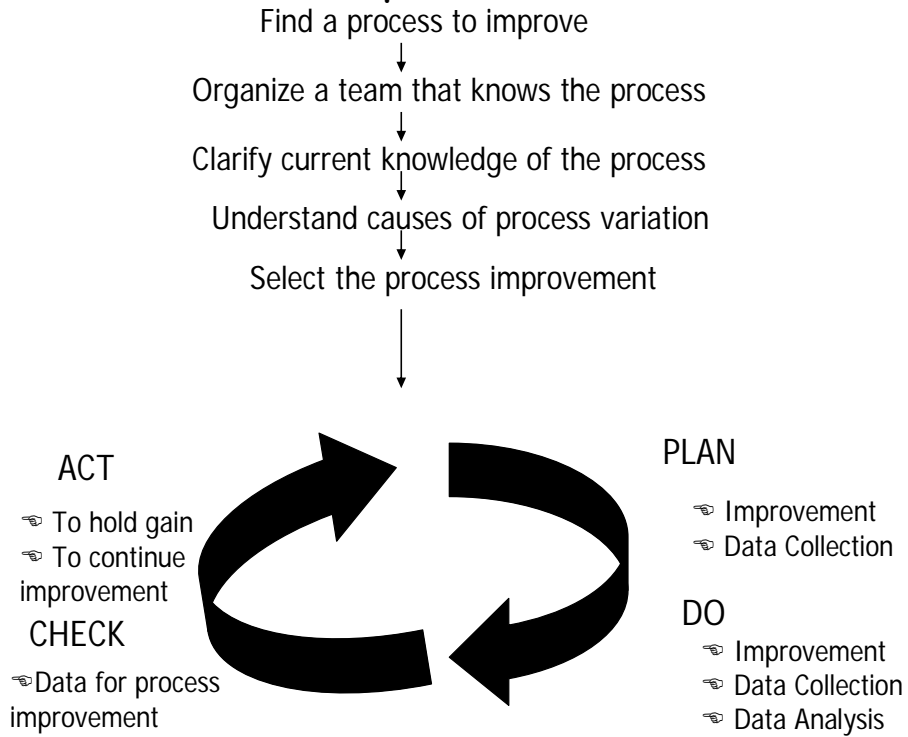 Find a process to improve
Organize a team that knows the process
Clarify current knowledge of the process
Understand causes of process variation
Select the process improvement
ACT
☜ To hold gain
☜ To continue
improvement
CHECK
☜Data for process
improvement
PLAN
☜ Improvement
☜ Data Collection
DO
☜ Improvement
☜ Data Collection
☜ Data Analysis